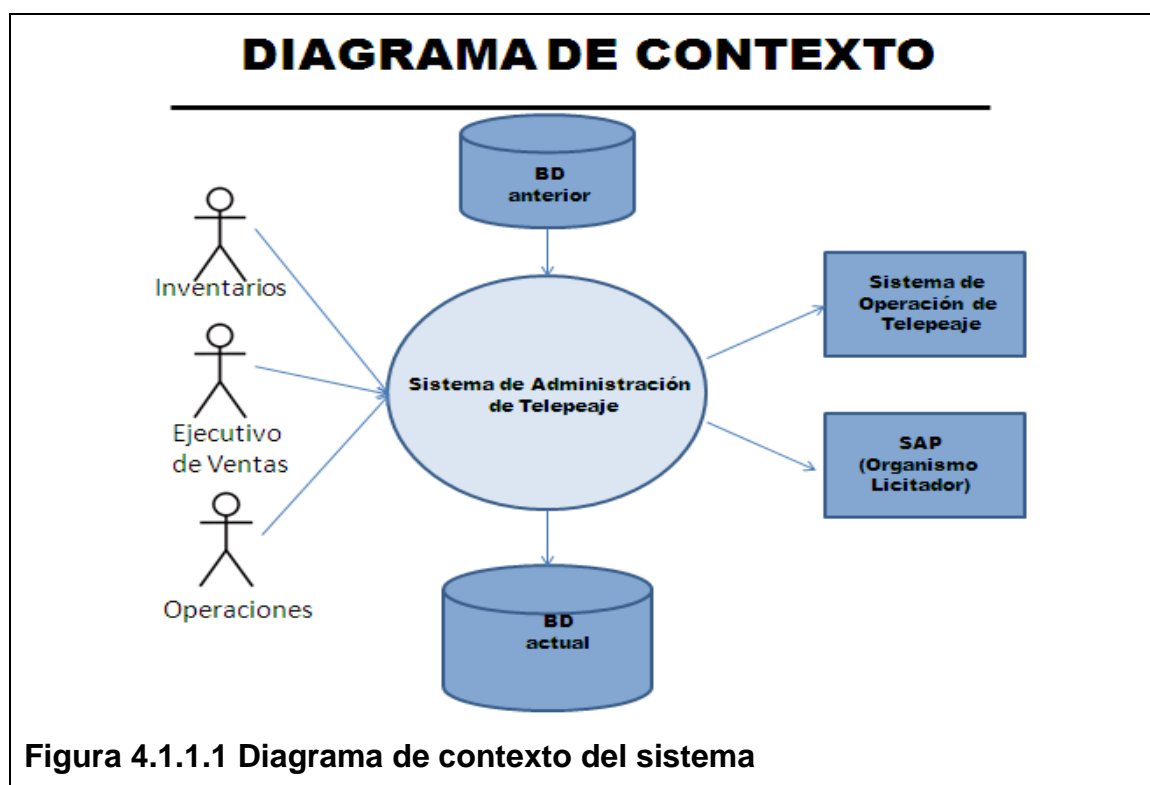 DIAGRAMA DE CONTEXTO
BD
anterior
Inventarios
Sistema de
Operación de
Telepeaje
Ejecutivo
de Ventas
Sistema de Administración
de Telepeaje
SAP
(Organismo
Licitador)
Operaciones
BD
actual
Figura 4.1.1.1 Diagrama de contexto del sistema